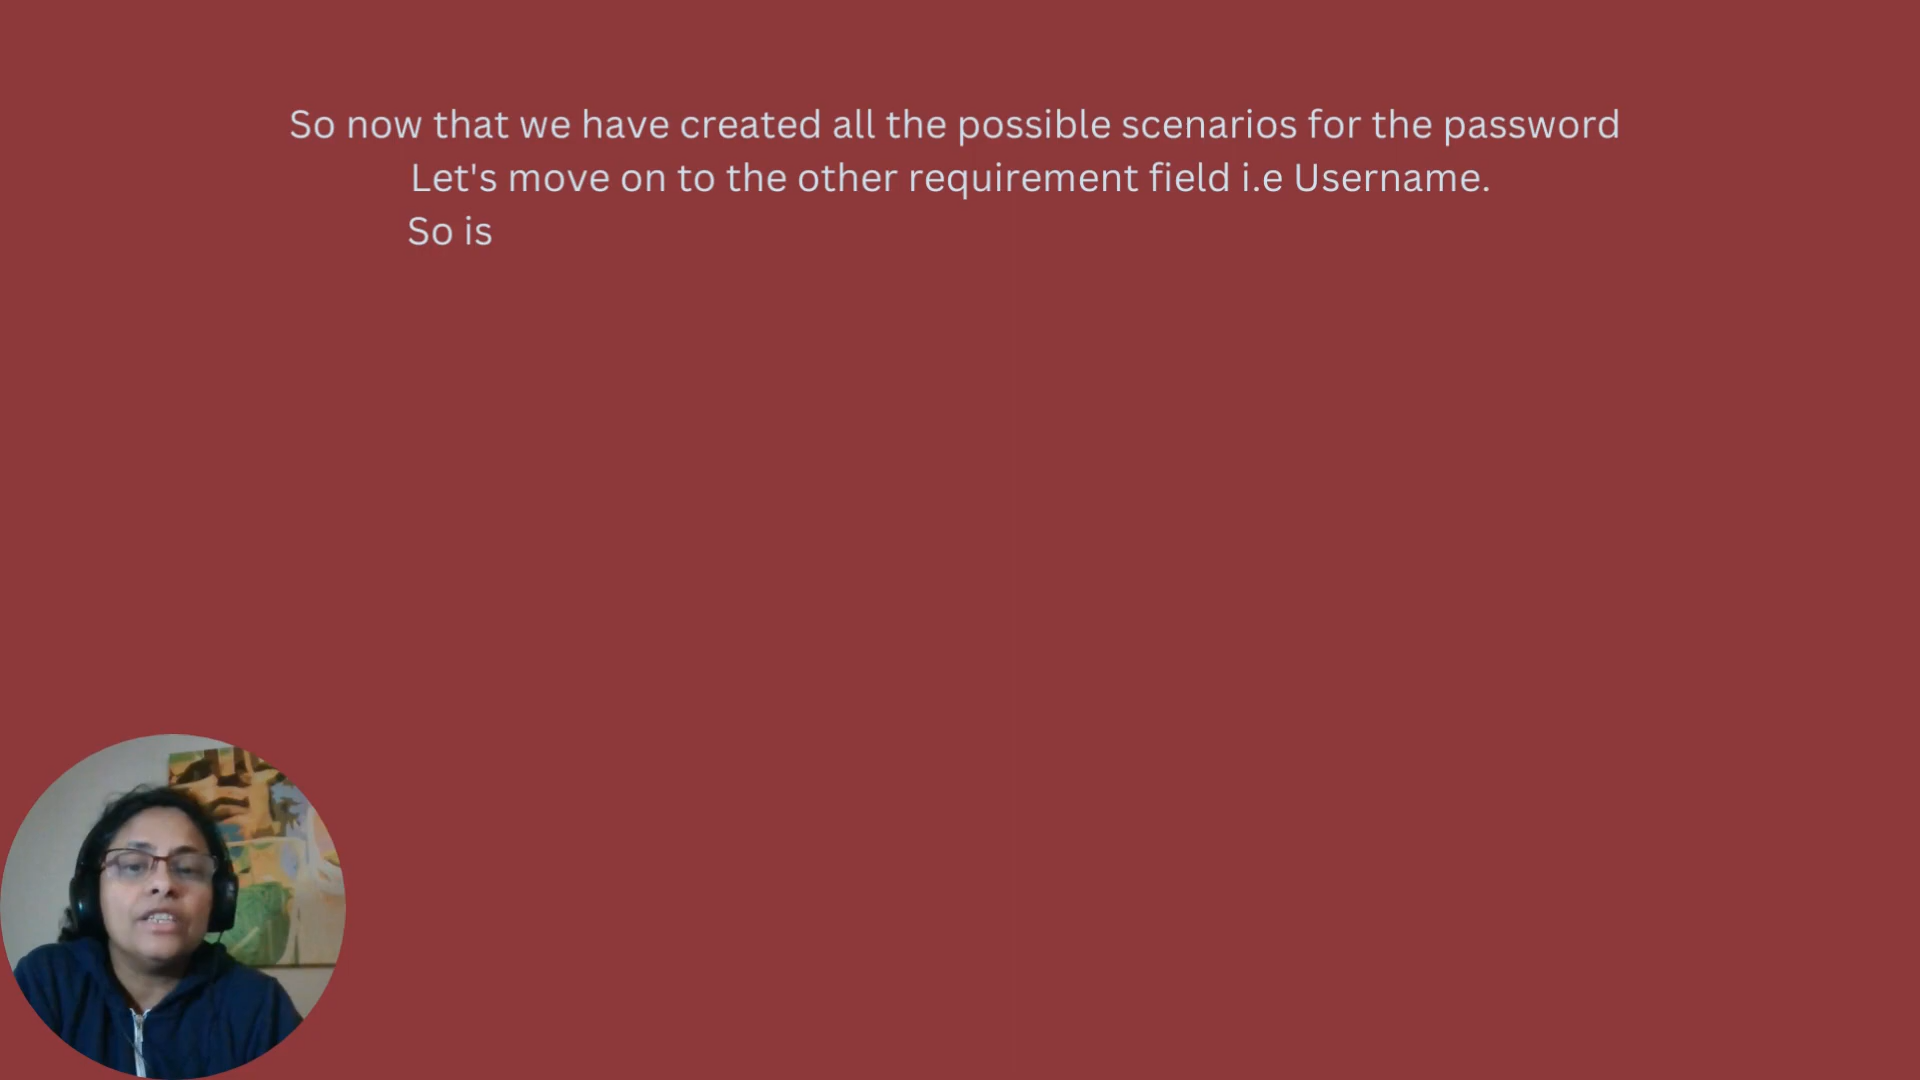 So now that we have created all the possible scenarios for the password
Let's move on to the other requirement field i.e Username.
So is